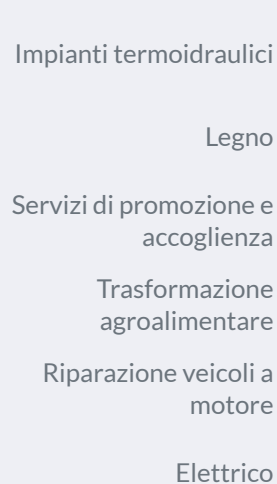 Impianti termoidraulici
Legno
Servizi di promozione e
accoglienza
Trasformazione
agroalimentare
Riparazione veicoli a
motore
Elettrico